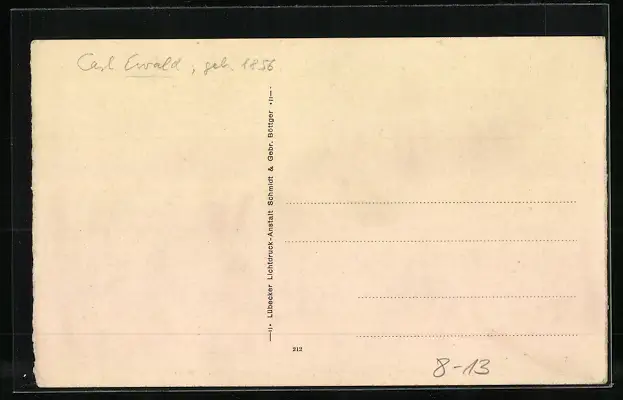 Carl Ewald, geb. 1856
Lübecker Lichtdruck-Anstalt Schmidt & Gebr. Böttger
212
8-13